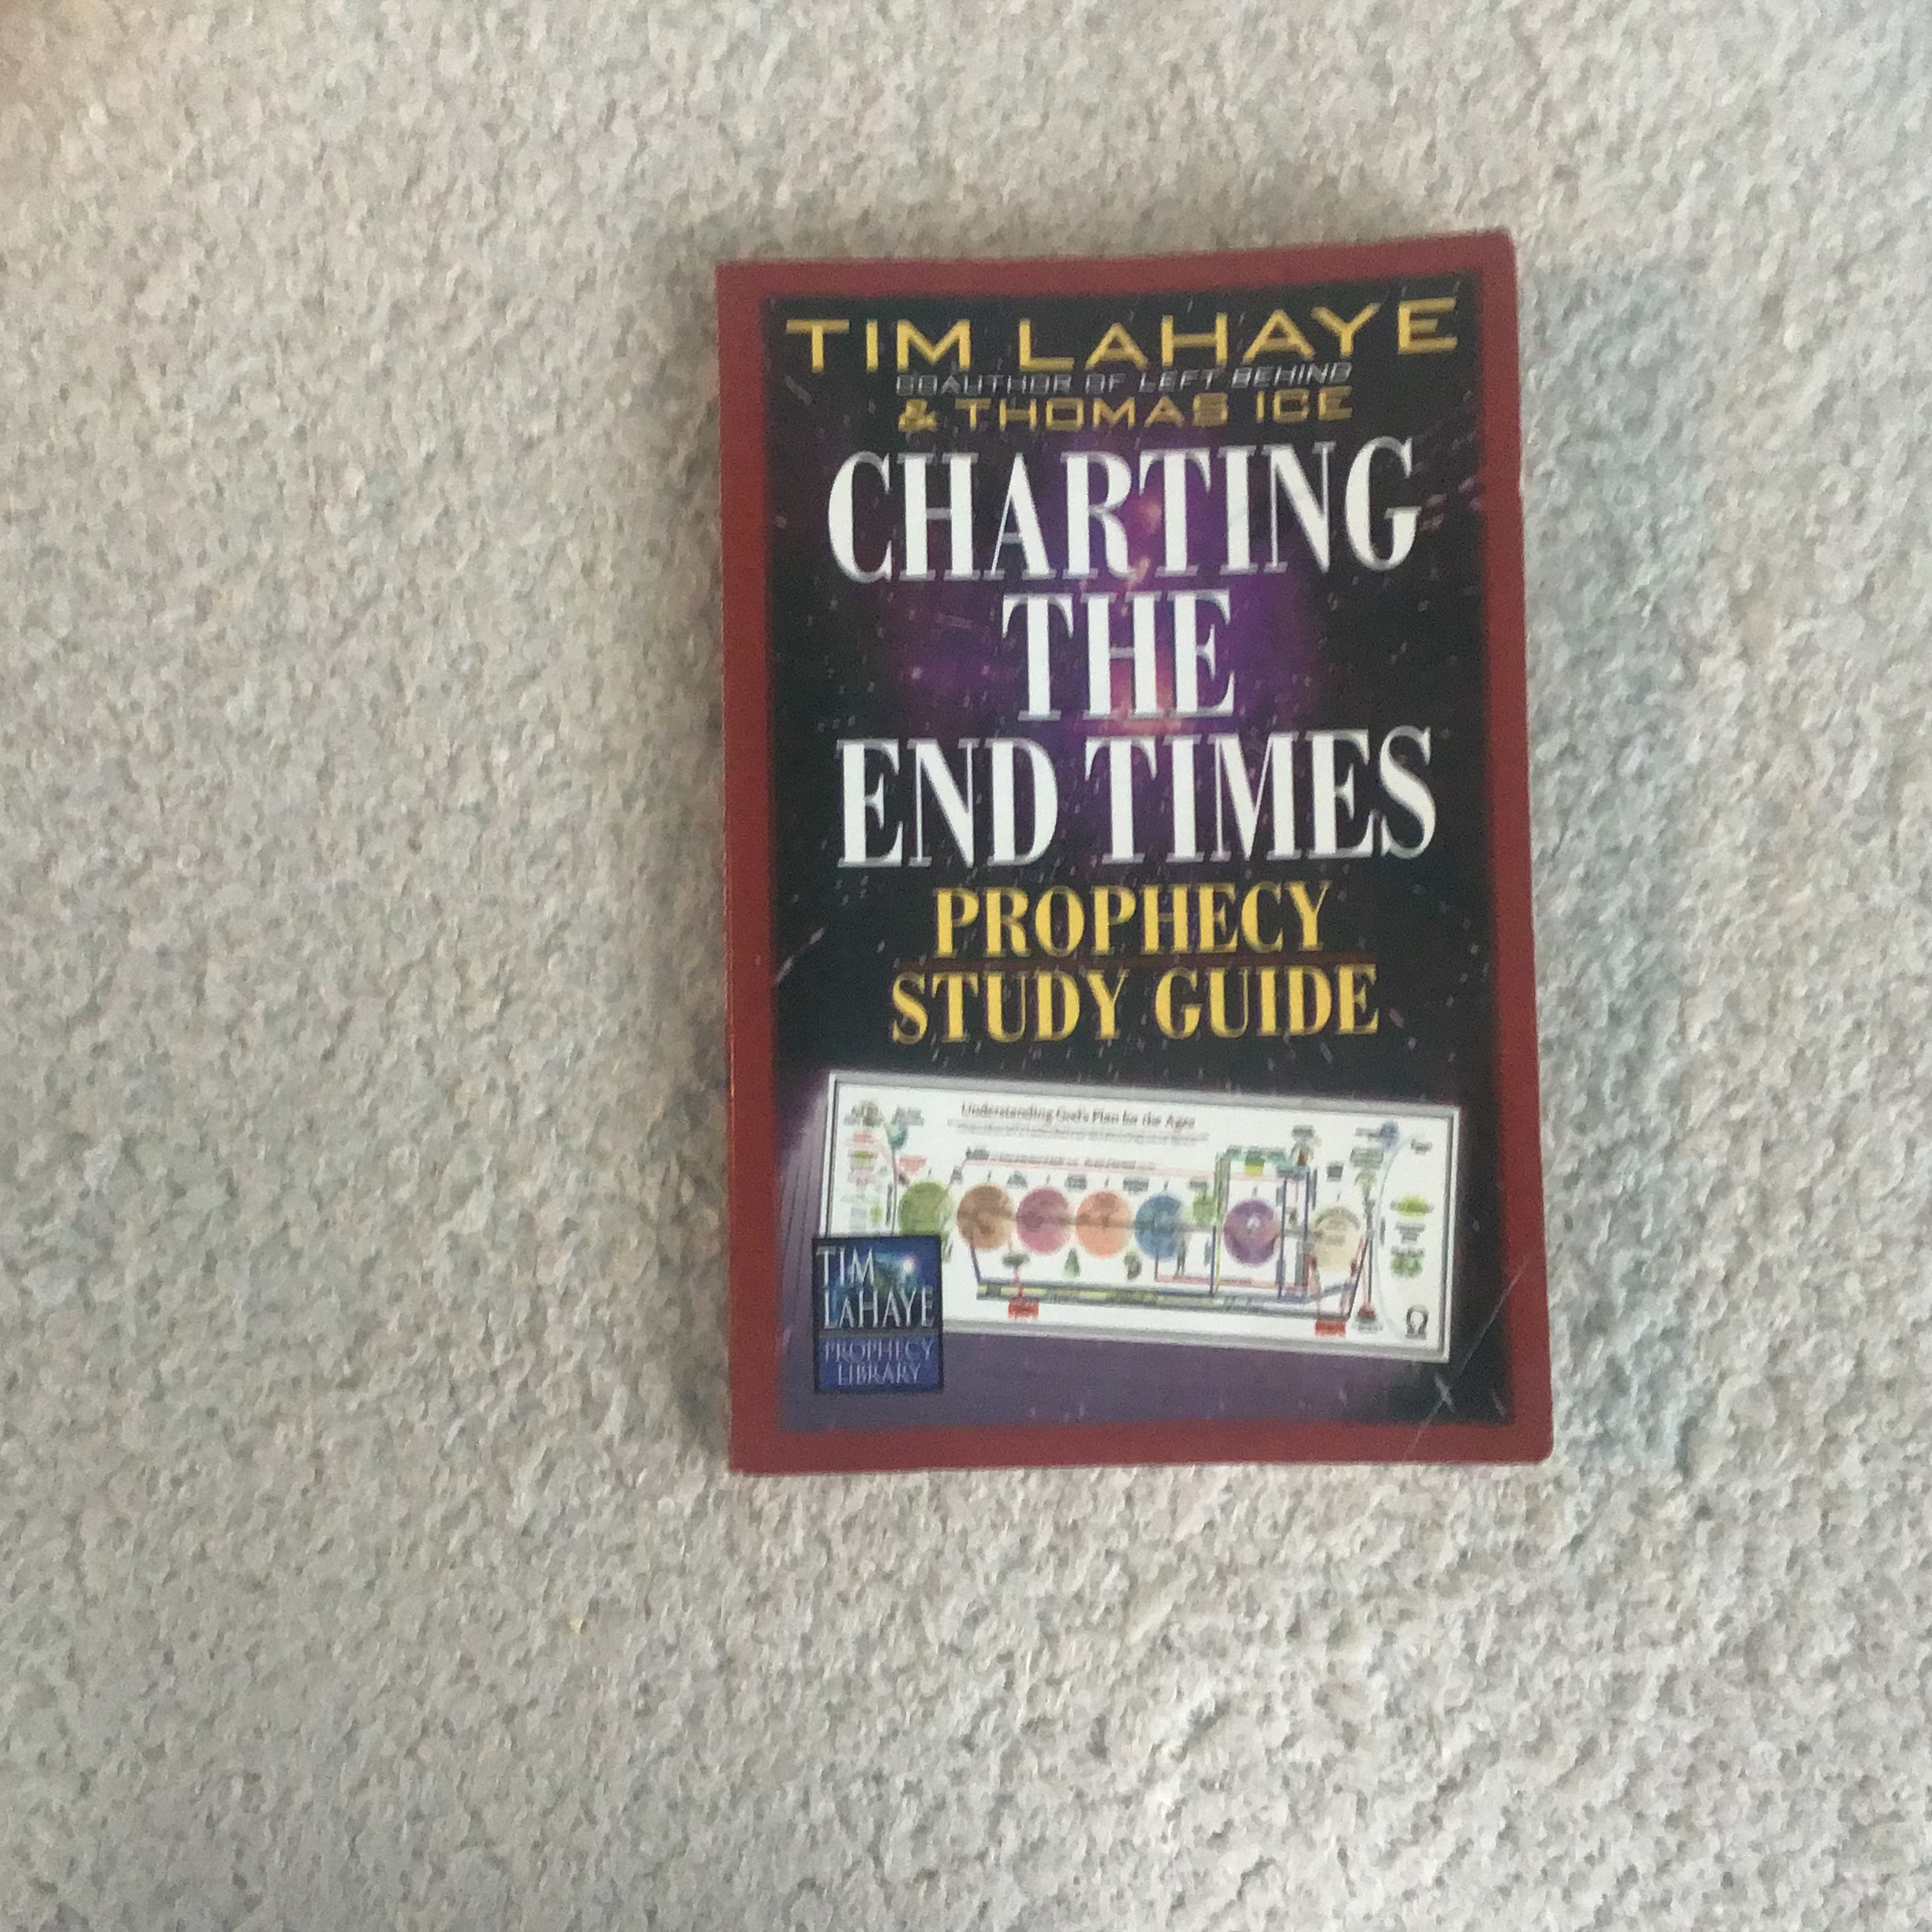 TIM LAHAYE
COAUTHOR OF LEFT BEHIND
& THOMAS ICE
CHARTING
THE
END TIMES
PROPHECY
STUDY GUIDE
Understanding God's Plan for the Ages
TIM
LAHAYE
PROPHECY
LIBRARY